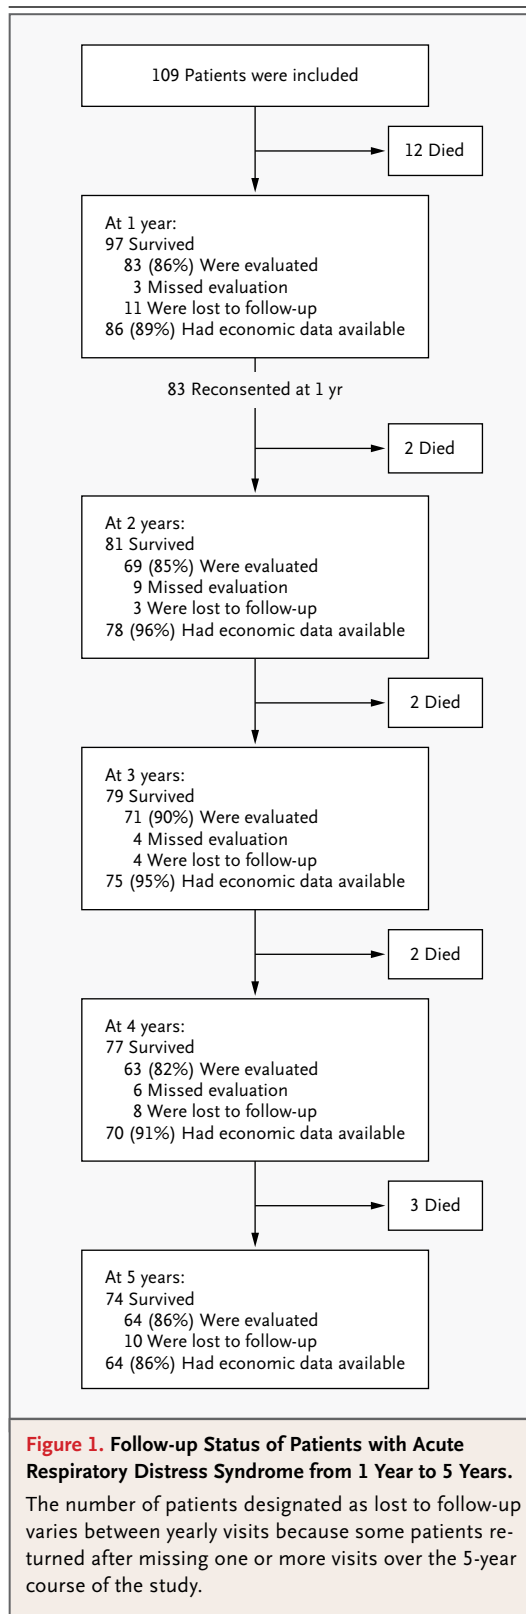 109 Patients were included
12 Died
At 1 year:
97 Survived
83 (86%) Were evaluated
3 Missed evaluation
11 Were lost to follow-up
86 (89%) Had economic data available
83 Reconsented at 1 yr
2 Died
At 2 years:
81 Survived
69 (85%) Were evaluated
9 Missed evaluation
3 Were lost to follow-up
78 (96%) Had economic data available
2 Died
At 3 years:
79 Survived
71 (90%) Were evaluated
4 Missed evaluation
4 Were lost to follow-up
75 (95%) Had economic data available
2 Died
At 4 years:
77 Survived
63 (82%) Were evaluated
6 Missed evaluation
8 Were lost to follow-up
70 (91%) Had economic data available
3 Died
At 5 years:
74 Survived
64 (86%) Were evaluated
10 Were lost to follow-up
64 (86%) Had economic data available
Figure 1. Follow-up Status of Patients with Acute
Respiratory Distress Syndrome from 1 Year to 5 Years.
The number of patients designated as lost to follow-up
varies between yearly visits because some patients re-
turned after missing one or more visits over the 5-year
course of the study.